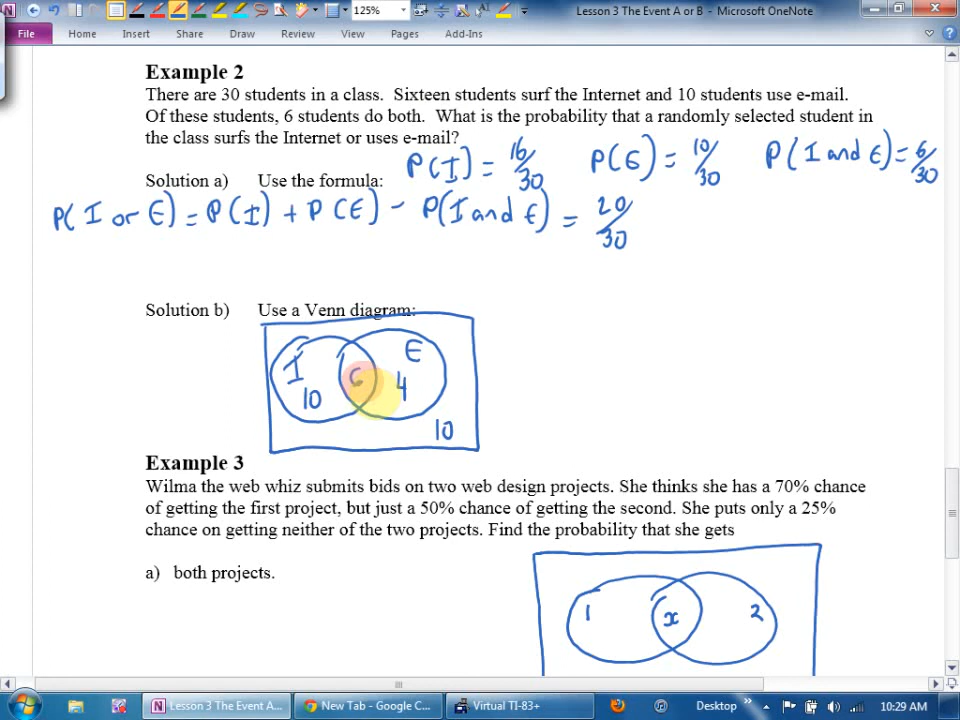 125%
Lesson 3 The Event A or B - Microsoft OneNote
File Home Insert Share Draw Review View Pages Add-Ins
Example 2
There are 30 students in a class. Sixteen students surf the Internet and 10 students use e-mail.
Of these students, 6 students do both. What is the probability that a randomly selected student in
the class surfs the Internet or uses e-mail?
P(I) = 16/30 P(E) = 10/30 P(I and E) = 6/30
Solution a) Use the formula:
P(I or E) = P(I) + P(E) - P(I and E) = 20/30
Solution b) Use a Venn diagram:
I E
10 6 4
10
Example 3
Wilma the web whiz submits bids on two web design projects. She thinks she has a 70% chance
of getting the first project, but just a 50% chance of getting the second. She puts only a 25%
chance on getting neither of the two projects. Find the probability that she gets
a) both projects.
1 x 2
Lesson 3 The Event A... New Tab - Google C... Virtual TI-83+ Desktop 10:29 AM